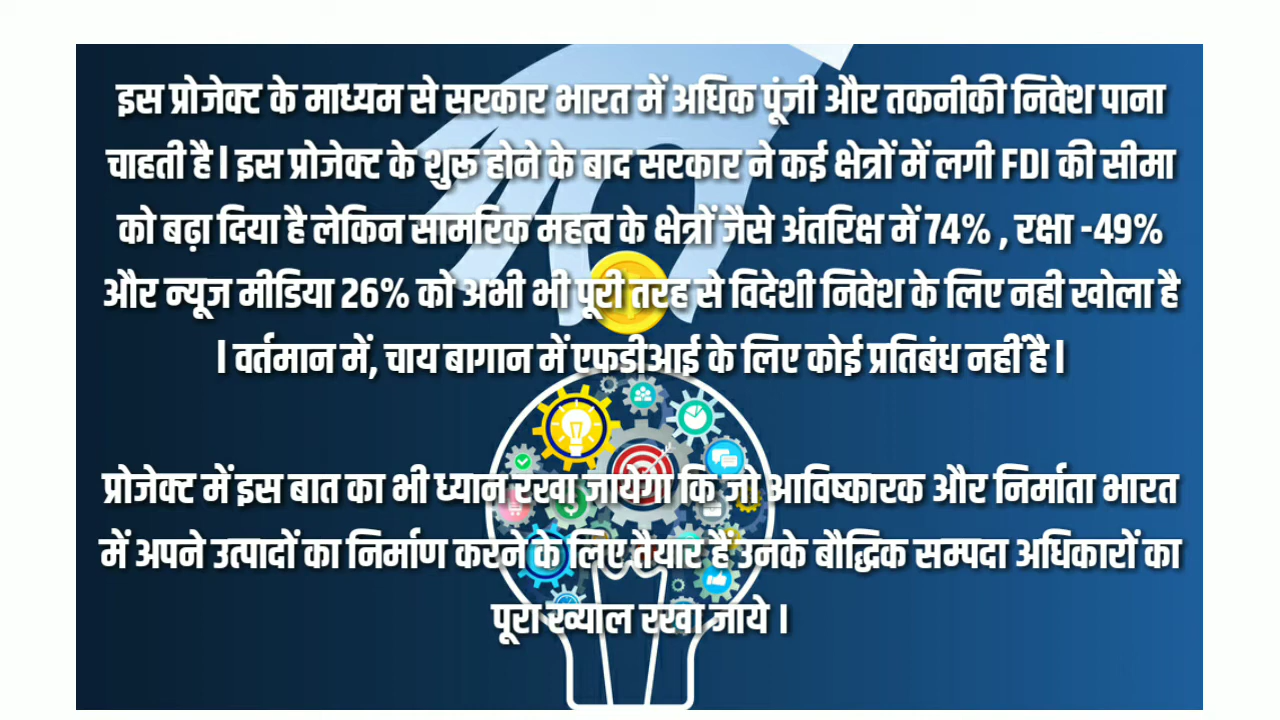 इस प्रोजेक्ट के माध्यम से सरकार भारत में अधिक पूंजी और तकनीकी निवेश पाना
चाहती है। इस प्रोजेक्ट के शुरू होने के बाद सरकार ने कई क्षेत्रों में लगी FDI की सीमा
को बढ़ा दिया है लेकिन सामरिक महत्व के क्षेत्रों जैसे अंतरिक्ष में 74% , रक्षा -49%
और न्यूज मीडिया 26% को अभी भी पूरी तरह से विदेशी निवेश के लिए नही खोला है
। वर्तमान में, चाय बागान में एफडीआई के लिए कोई प्रतिबंध नहीं है।
प्रोजेक्ट में इस बात का भी ध्यान रखा जायेगा कि जो आविष्कारक और निर्माता भारत
में अपने उत्पादों का निर्माण करने के लिए तैयार हैं उनके बौद्धिक सम्पदा अधिकारों का
पूरा ख्याल रखा जाये ।